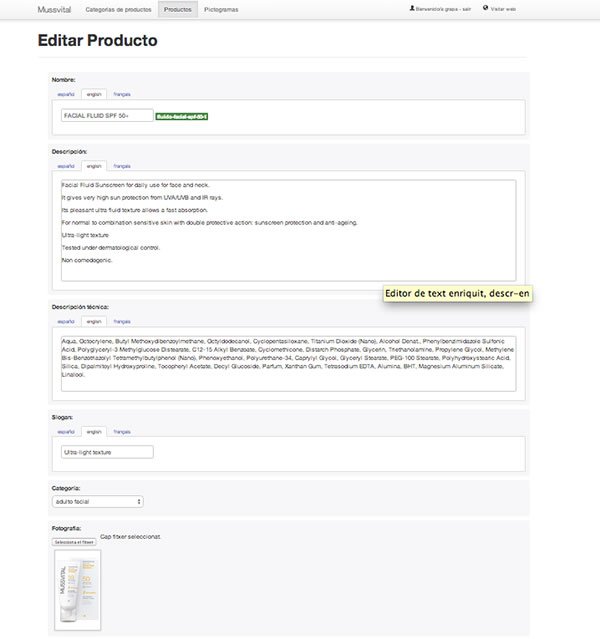 Mussvital Categorias de productos Productos Pictogramas Bienvenido/a grapa - salir Visitar web
Editar Producto
Nombre:
español english français
FACIAL FLUID SPF 50+ fluido-facial-spf-50-1
Descripción:
español english français
Facial Fluid Sunscreen for daily use for face and neck.
It gives very high sun protection from UVA/UVB and IR rays.
Its pleasant ultra fluid texture allows a fast absorption.
For normal to combination sensitive skin with double protective action: sunscreen protection and anti-ageing.
Ultra-light texture
Tested under dermatological control.
Non comedogenic.
Editor de text enriquit, descr-en
Descripción técnica:
español english français
Aqua, Octocrylene, Butyl Methoxydibenzoylmethane, Octyldodecanol, Cyclopentasiloxane, Titanium Dioxide (Nano), Alcohol Denat., Phenylbenzimidazole Sulfonic
Acid, Polyglyceryl-3 Methylglucose Distearate, C12-15 Alkyl Benzoate, Cyclomethicone, Distarch Phosphate, Glycerin, Triethanolamine, Propylene Glycol, Methylene
Bis-Benzotriazolyl Tetramethylbutylphenol (Nano), Phenoxyethanol, Polyurethane-34, Caprylyl Glycol, Glyceryl Stearate, PEG-100 Stearate, Polyhydroxystearic Acid,
Silica, Dipalmitoyl Hydroxyproline, Tocopheryl Acetate, Decyl Glucoside, Parfum, Xanthan Gum, Tetrasodium EDTA, Alumina, BHT, Magnesium Aluminum Silicate,
Linalool.
Slogan:
español english français
Ultra-light texture
Categoría:
adulto facial
Fotografia:
Selecciona el fitxer Cap fitxer seleccionat.
MUSSVITAL